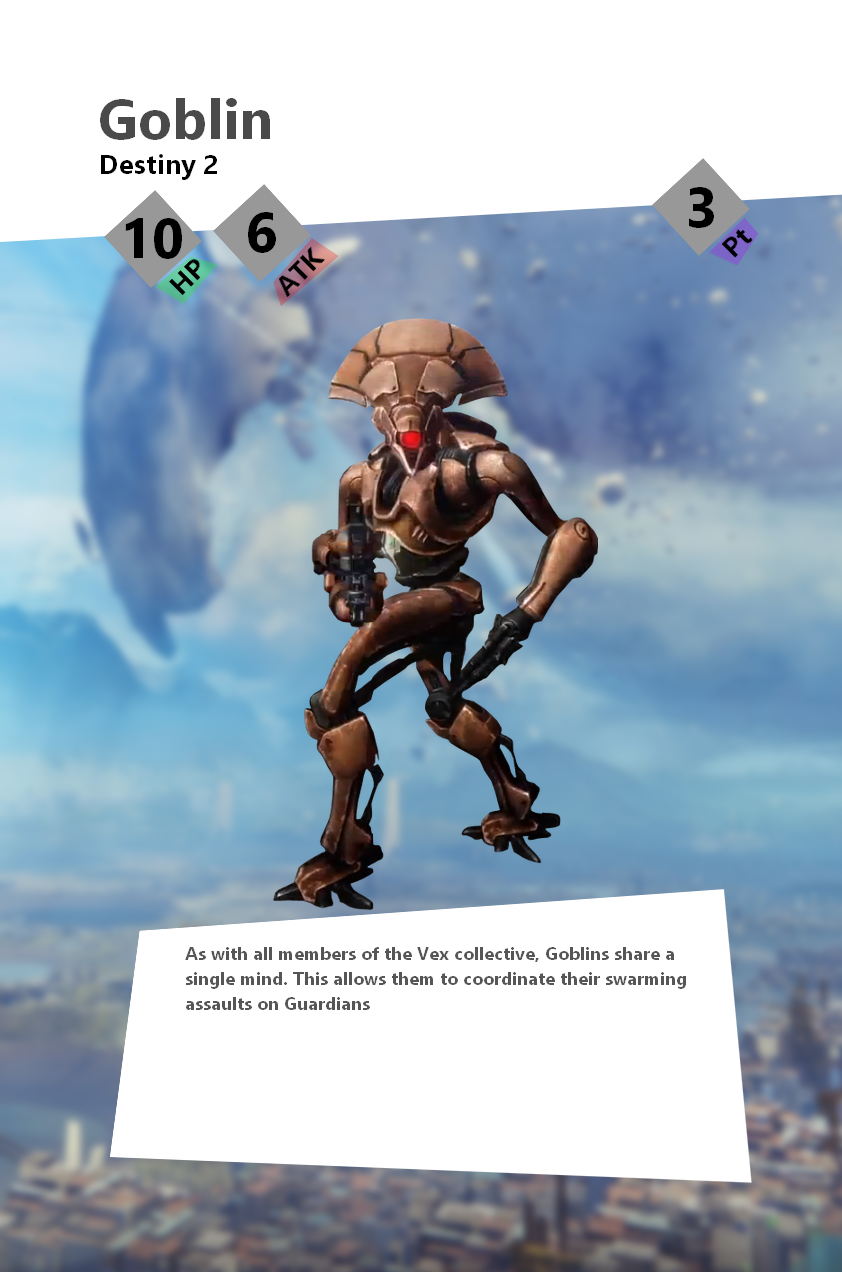 Goblin
Destiny 2
10
HP
6
ATK
3
Pt
As with all members of the Vex collective, Goblins share a
single mind. This allows them to coordinate their swarming
assaults on Guardians